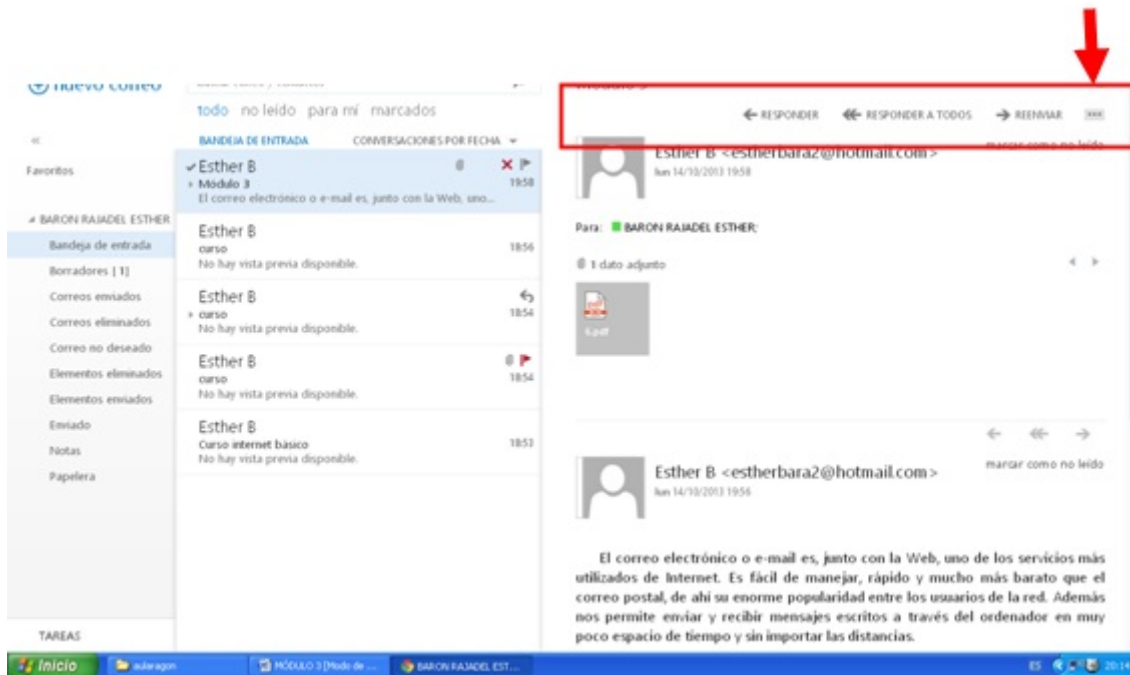 nuevo correo
todo no leído para mí marcados
BANDEJA DE ENTRADA CONVERSACIONES POR FECHA
Favoritos
BARON RAJADEL ESTHER
Bandeja de entrada
Borradores [1]
Correos enviados
Correos eliminados
Correo no deseado
Elementos eliminados
Elementos enviados
Enviado
Notas
Papelera
TAREAS
Esther B
Módulo 3 19:58
El correo electrónico o e-mail es, junto con la Web, uno...
Esther B
curso 18:56
No hay vista previa disponible.
Esther B
curso 18:54
No hay vista previa disponible.
Esther B
curso 18:54
No hay vista previa disponible.
Esther B
Curso internet básico 18:53
No hay vista previa disponible.
RESPONDER RESPONDER A TODOS REENVIAR
marcar como no leído
Esther B <estherbara2@hotmail.com>
lun 14/10/2013 19:58
Para: BARON RAJADEL ESTHER;
1 dato adjunto
6.pdf
marcar como no leído
Esther B <estherbara2@hotmail.com>
lun 14/10/2013 19:56
El correo electrónico o e-mail es, junto con la Web, uno de los servicios más
utilizados de Internet. Es fácil de manejar, rápido y mucho más barato que el
correo postal, de ahi su enorme popularidad entre los usuarios de la red. Además
nos permite enviar y recibir mensajes escritos a través del ordenador en muy
poco espacio de tiempo y sin importar las distancias.
Inicio aularagon MÓDULO 3 [Modo de ... BARON RAJADEL EST... ES 20:14